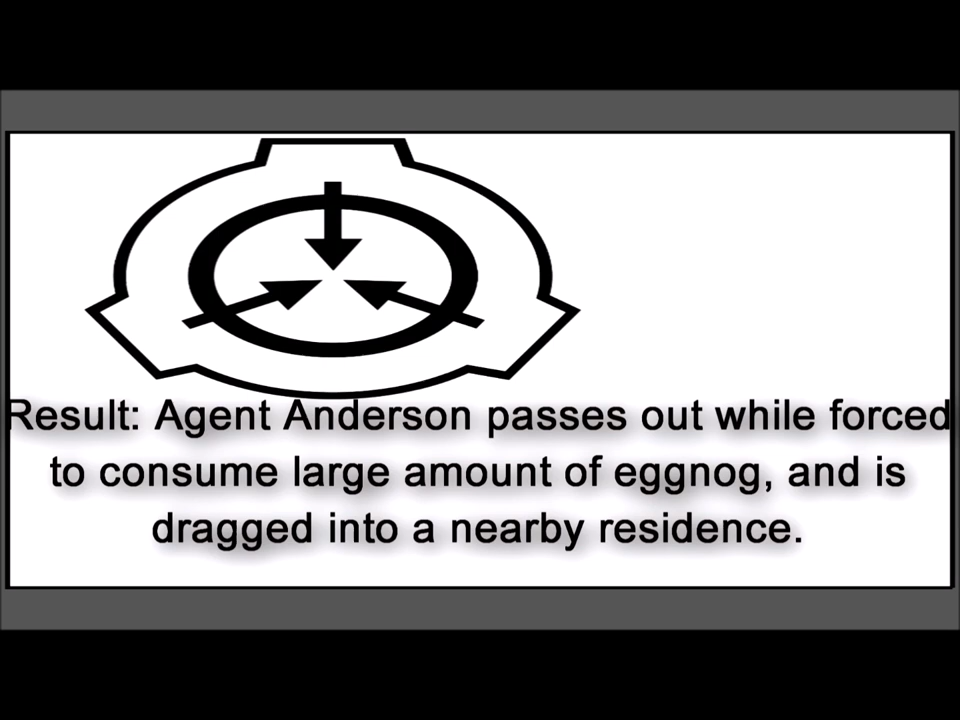 Result: Agent Anderson passes out while forced
to consume large amount of eggnog, and is
dragged into a nearby residence.